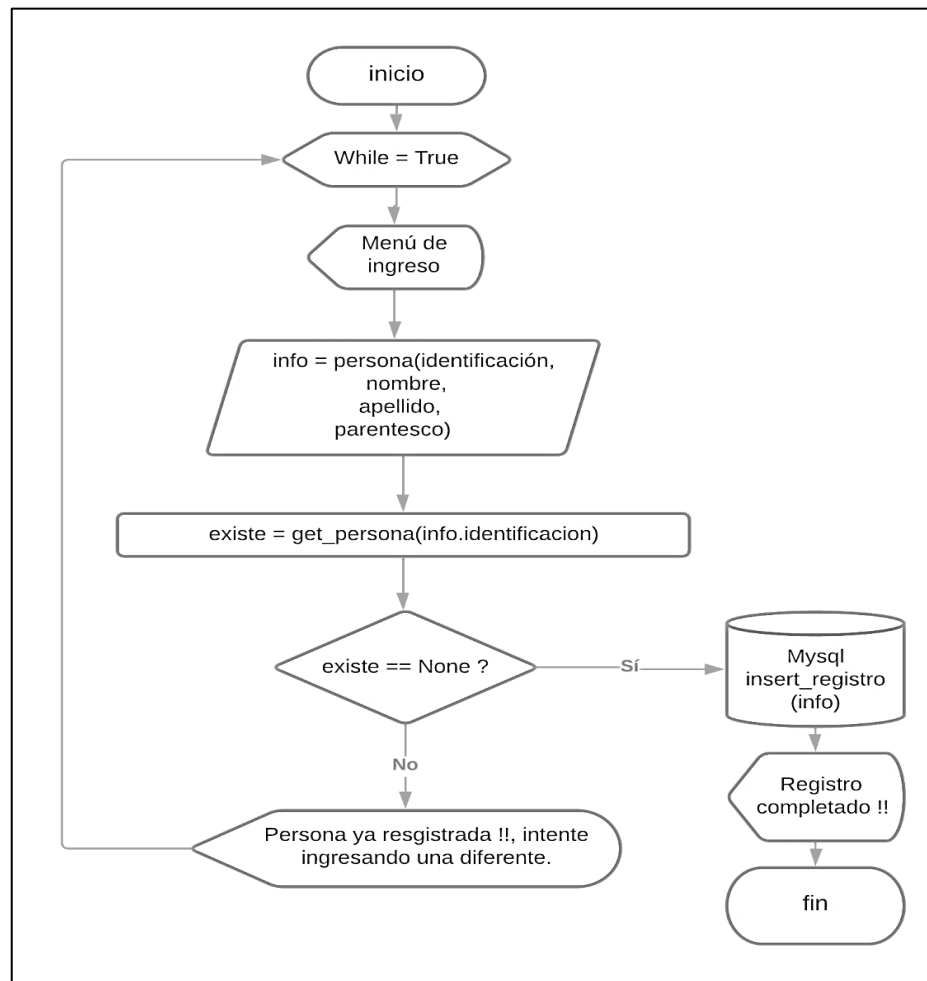 inicio
While = True
Menú de
ingreso
info = persona(identificación,
nombre,
apellido,
parentesco)
existe = get_persona(info.identificacion)
existe == None ?
Sí
Mysql
insert_registro
(info)
No
Registro
completado !!
Persona ya resgistrada !!, intente
ingresando una diferente.
fin